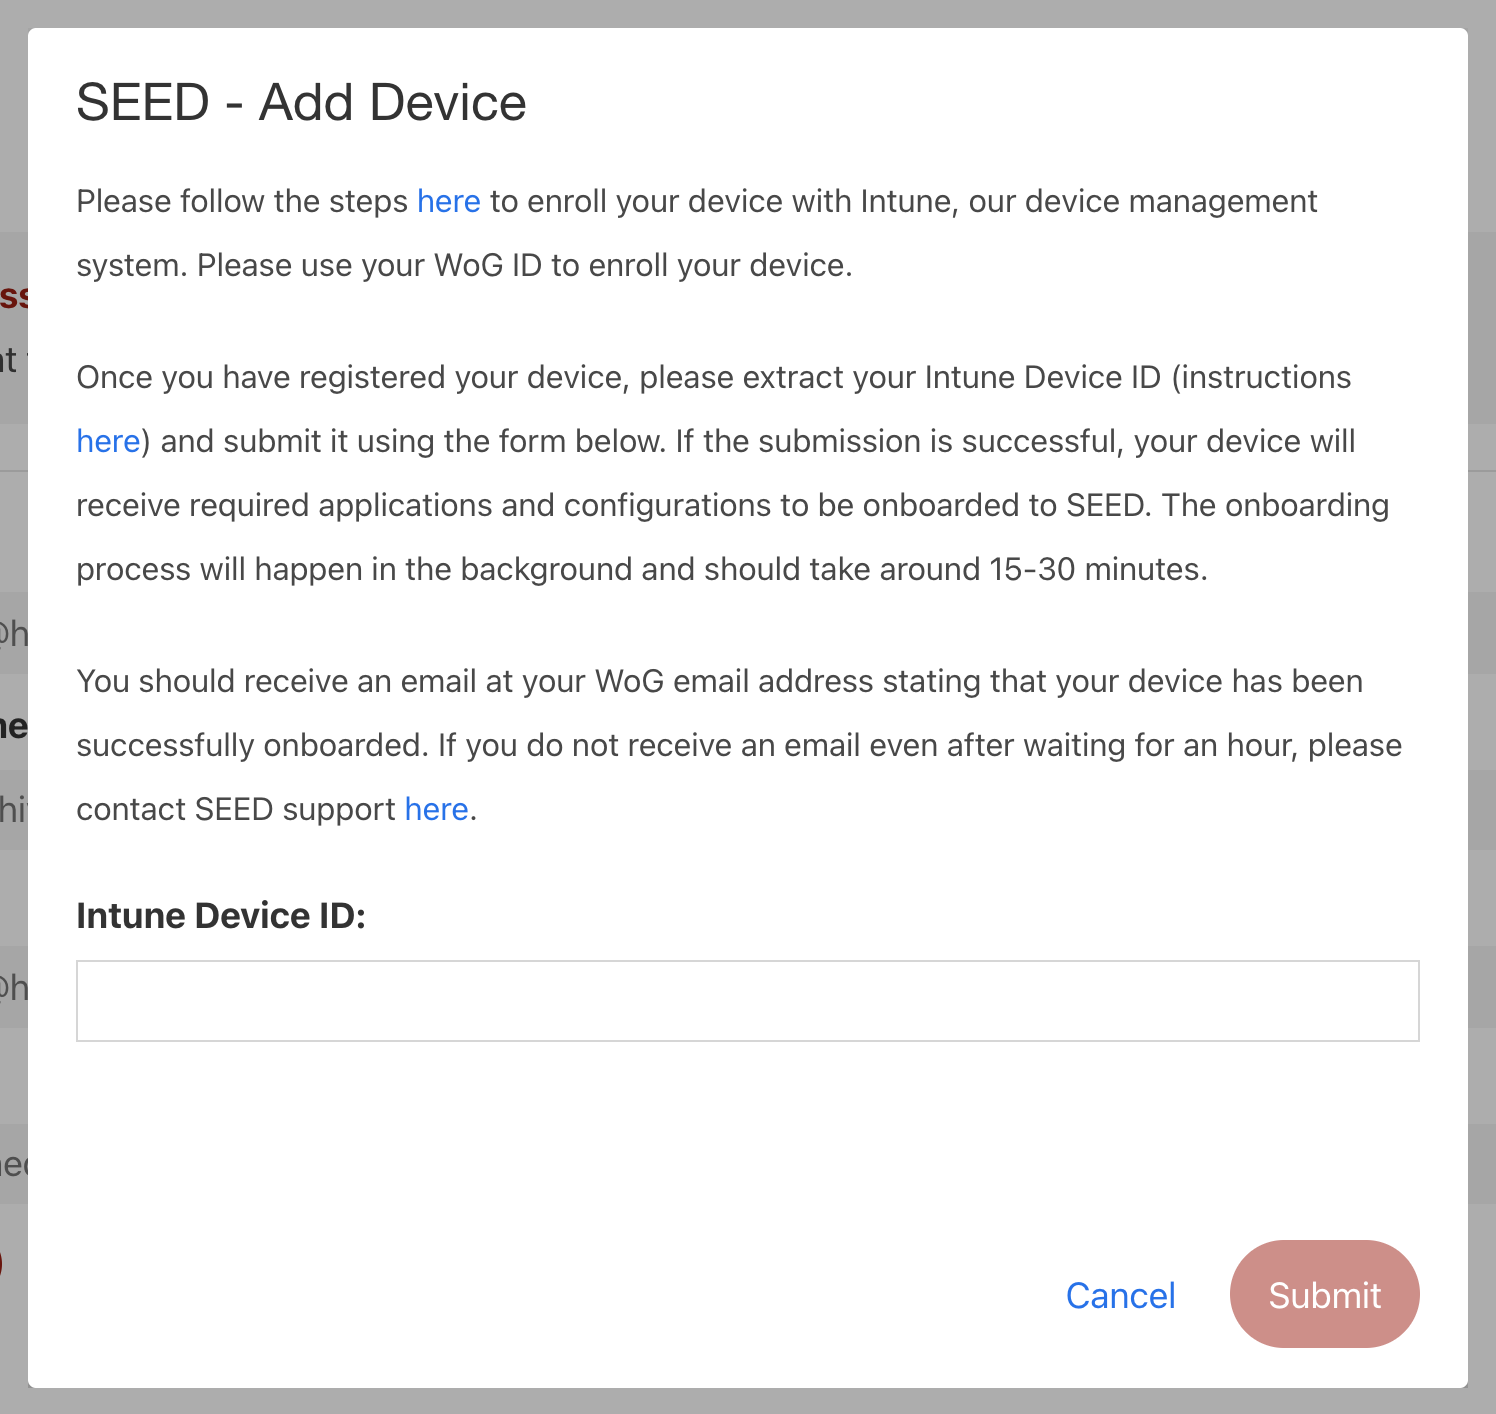 SEED - Add Device
Please follow the steps here to enroll your device with Intune, our device management
system. Please use your WoG ID to enroll your device.
Once you have registered your device, please extract your Intune Device ID (instructions
here) and submit it using the form below. If the submission is successful, your device will
receive required applications and configurations to be onboarded to SEED. The onboarding
process will happen in the background and should take around 15-30 minutes.
You should receive an email at your WoG email address stating that your device has been
successfully onboarded. If you do not receive an email even after waiting for an hour, please
contact SEED support here.
Intune Device ID:
Cancel Submit